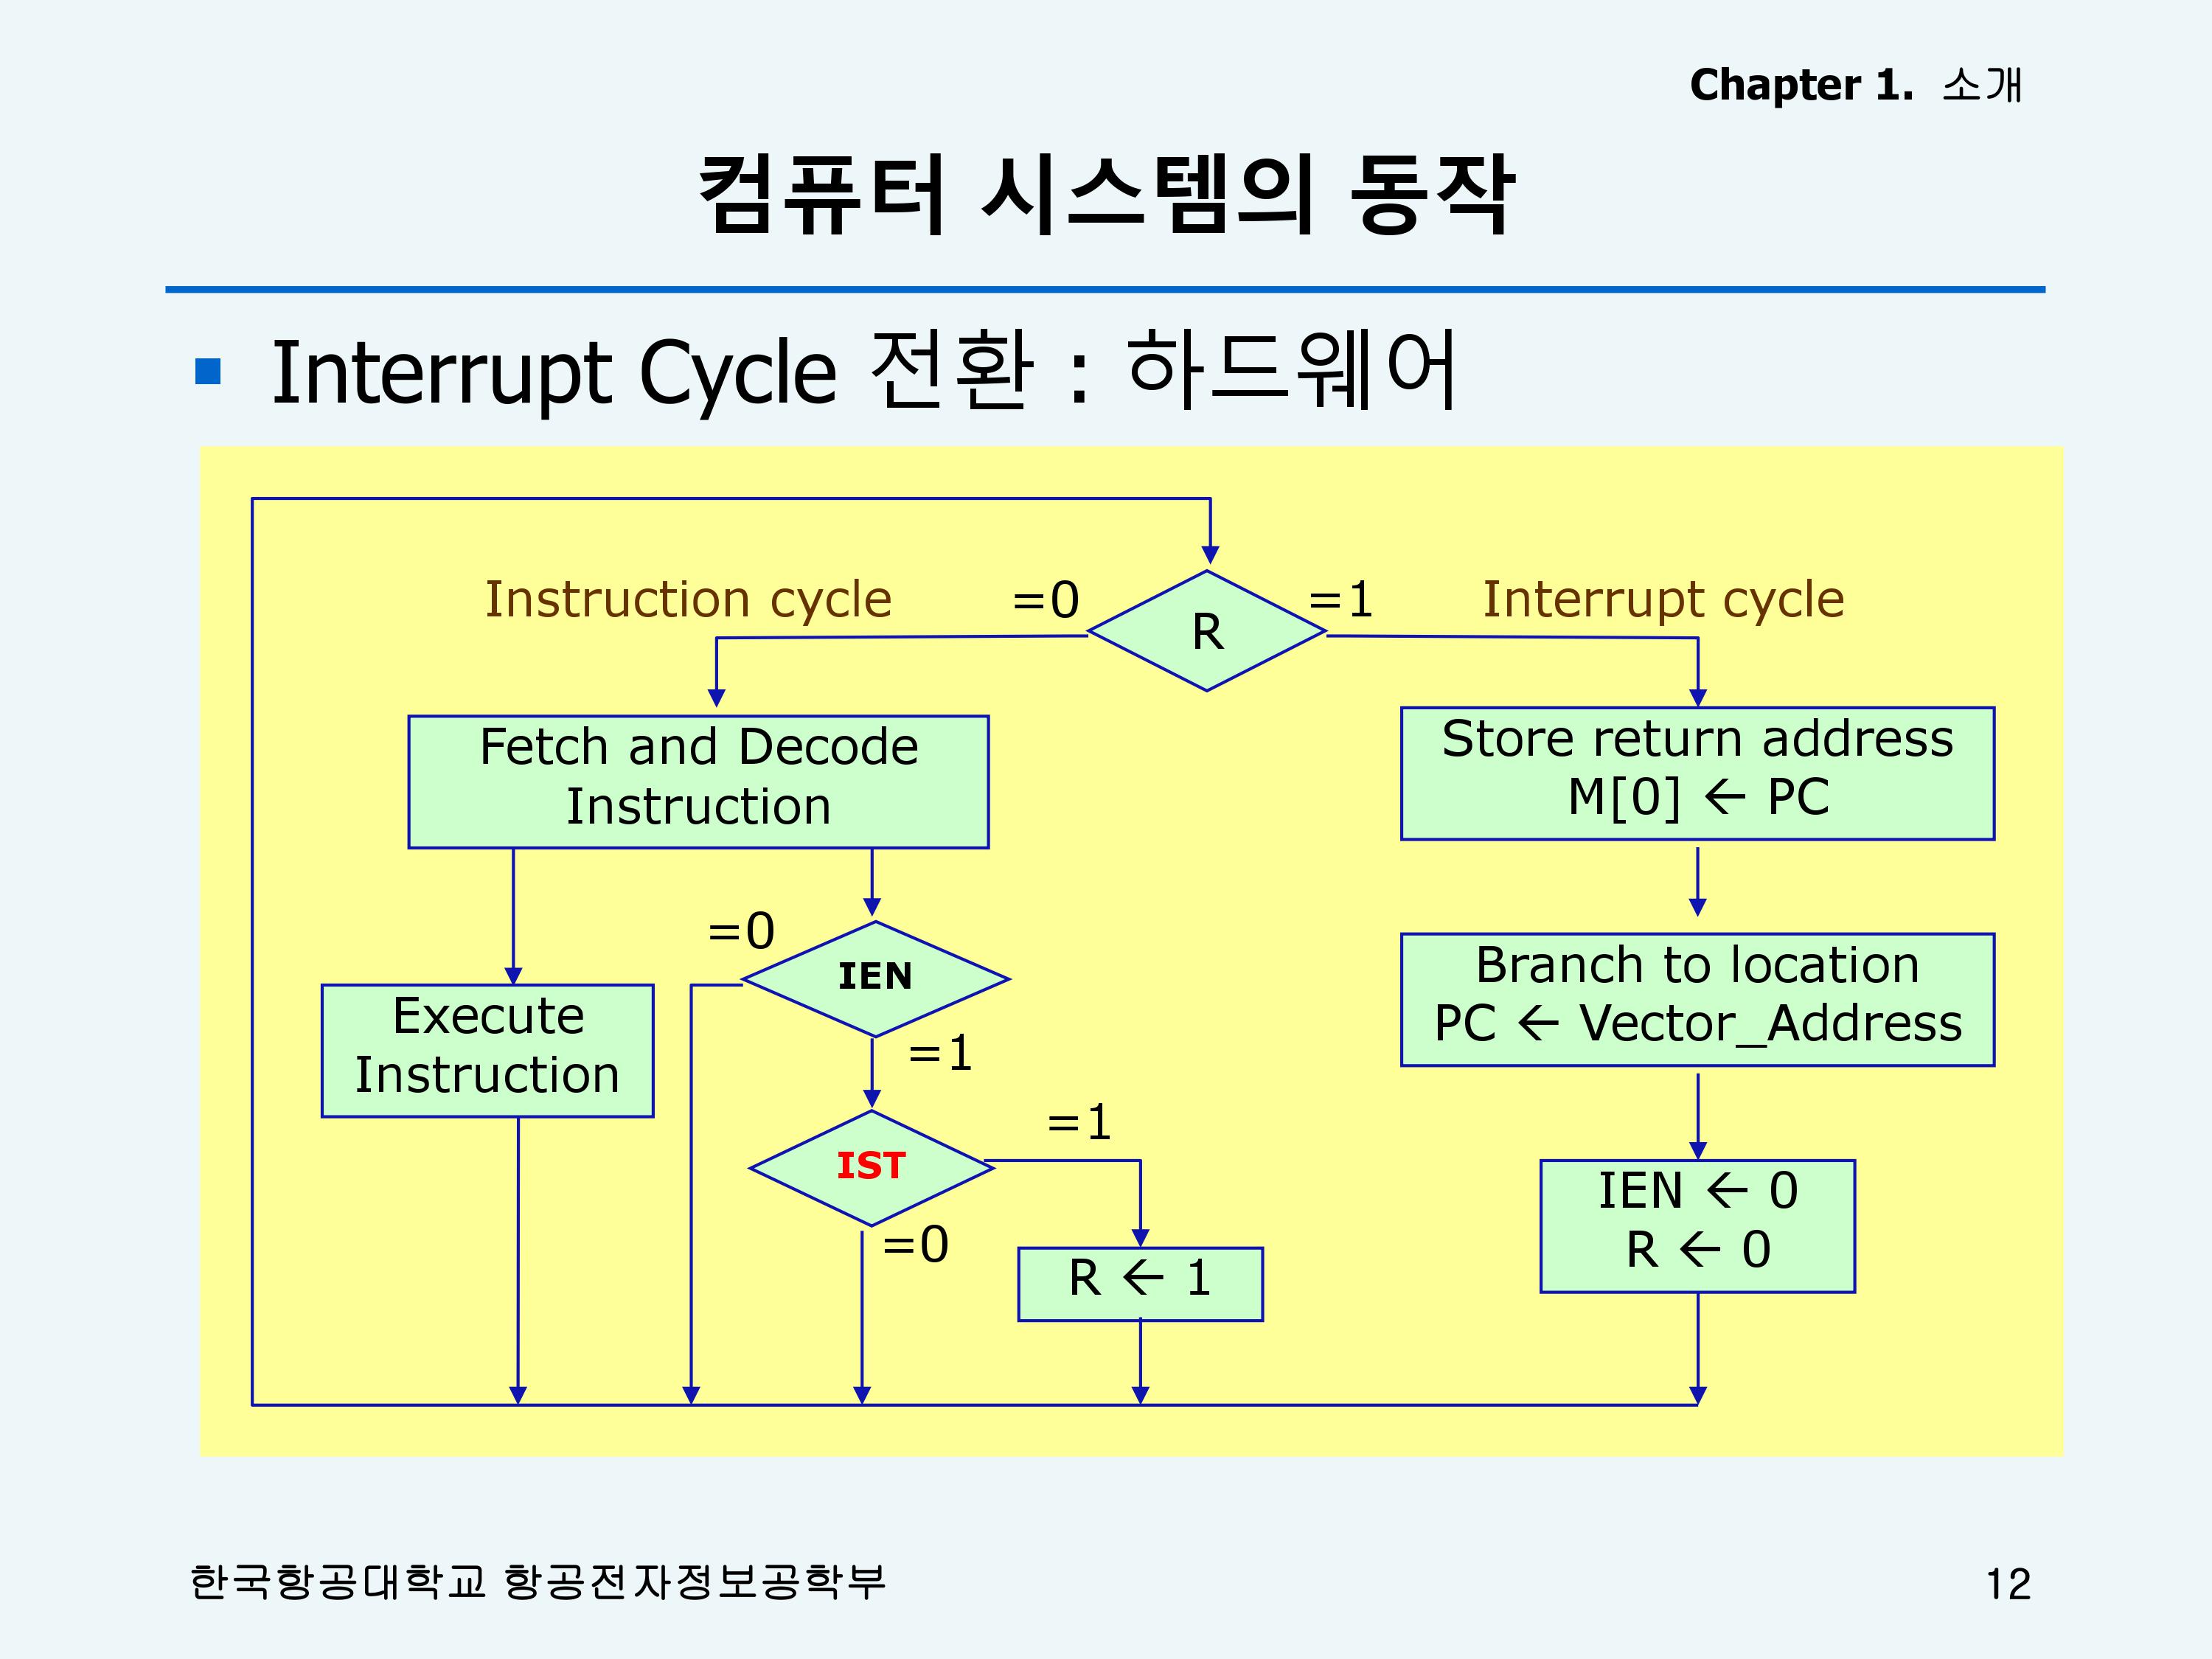 Chapter 1. 소개
컴퓨터 시스템의 동작
▪ Interrupt Cycle 전환 : 하드웨어
Instruction cycle
=0
R
=1
Interrupt cycle
Fetch and Decode
Instruction
Store return address
M[0] ← PC
=0
IEN
=1
Execute
Instruction
Branch to location
PC ← Vector_Address
IST
=1
=0
R ← 1
IEN ← 0
R ← 0
한국항공대학교 항공전자정보공학부
12